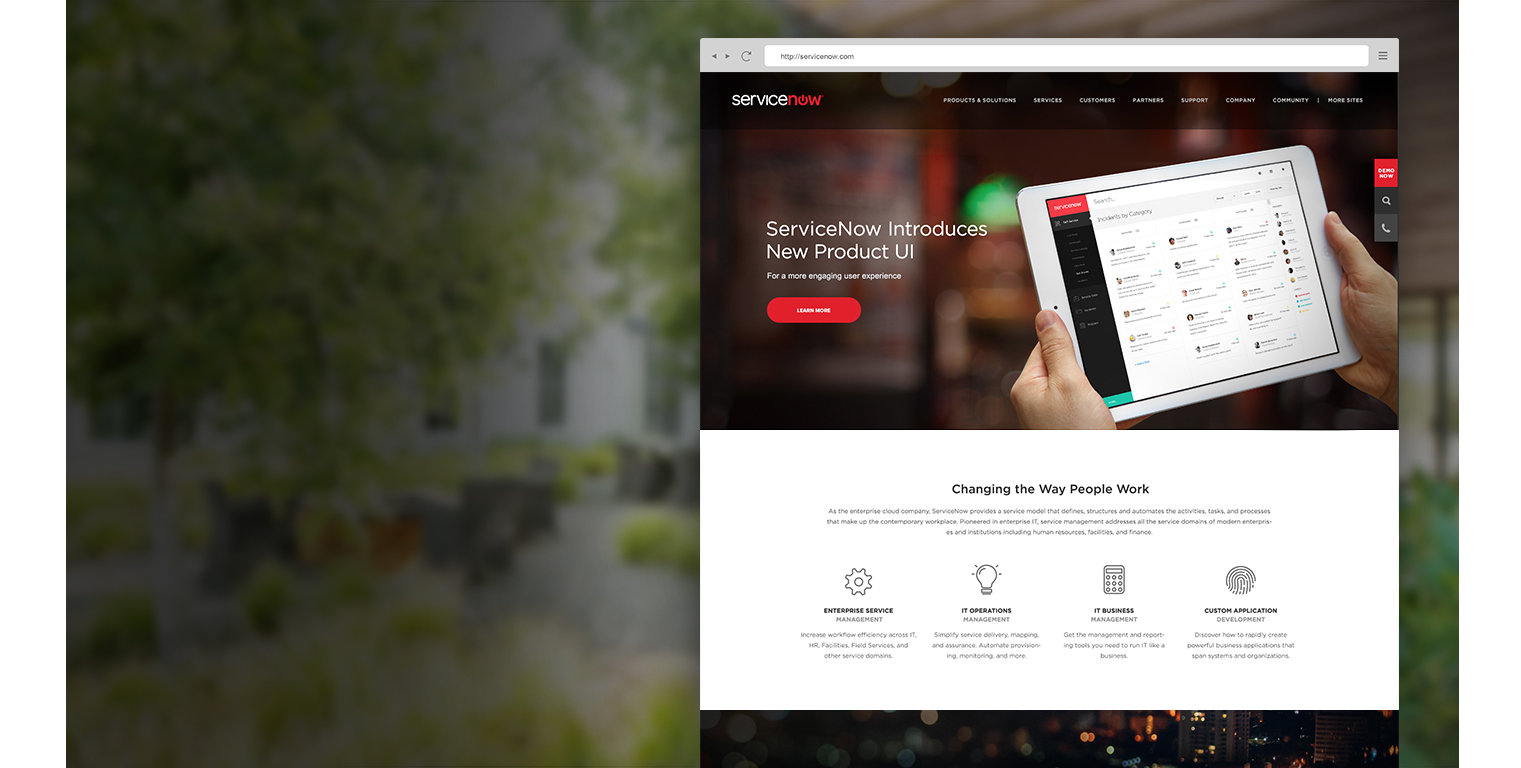 http://servicenow.com
servicenow
PRODUCTS & SOLUTIONS SERVICES CUSTOMERS PARTNERS SUPPORT COMPANY COMMUNITY | MORE SITES
DEMO
NOW
ServiceNow Introduces
New Product UI
For a more engaging user experience
LEARN MORE
servicenow
Search...
Incidents by Category
Changing the Way People Work
As the enterprise cloud company, ServiceNow provides a service model that defines, structures and automates the activities, tasks, and processes
that make up the contemporary workplace. Pioneered in enterprise IT, service management addresses all the service domains of modern enterpris-
es and institutions including human resources, facilities, and finance.
ENTERPRISE SERVICE
MANAGEMENT
Increase workflow efficiency across IT,
HR, Facilities, Field Services, and
other service domains.
IT OPERATIONS
MANAGEMENT
Simplify service delivery, mapping,
and assurance. Automate provision-
ing, monitoring, and more.
IT BUSINESS
MANAGEMENT
Get the management and report-
ing tools you need to run IT like a
business.
CUSTOM APPLICATION
DEVELOPMENT
Discover how to rapidly create
powerful business applications that
span systems and organizations.